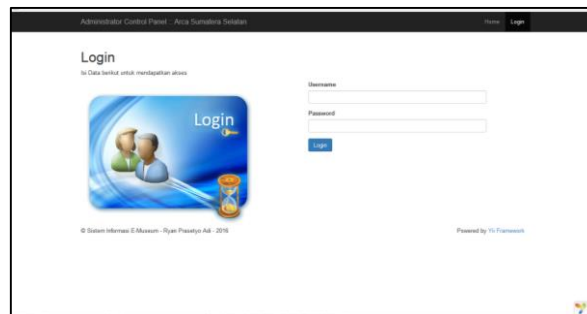 Administrator Control Panel : Arca Sumatera Selatan
Home Login
Login
Isi Data berikut untuk mendapatkan akses
Login
Username
Password
Login
© Sistem Informasi E-Museum - Ryan Prasetyo Adi - 2016
Powered by Yii Framework